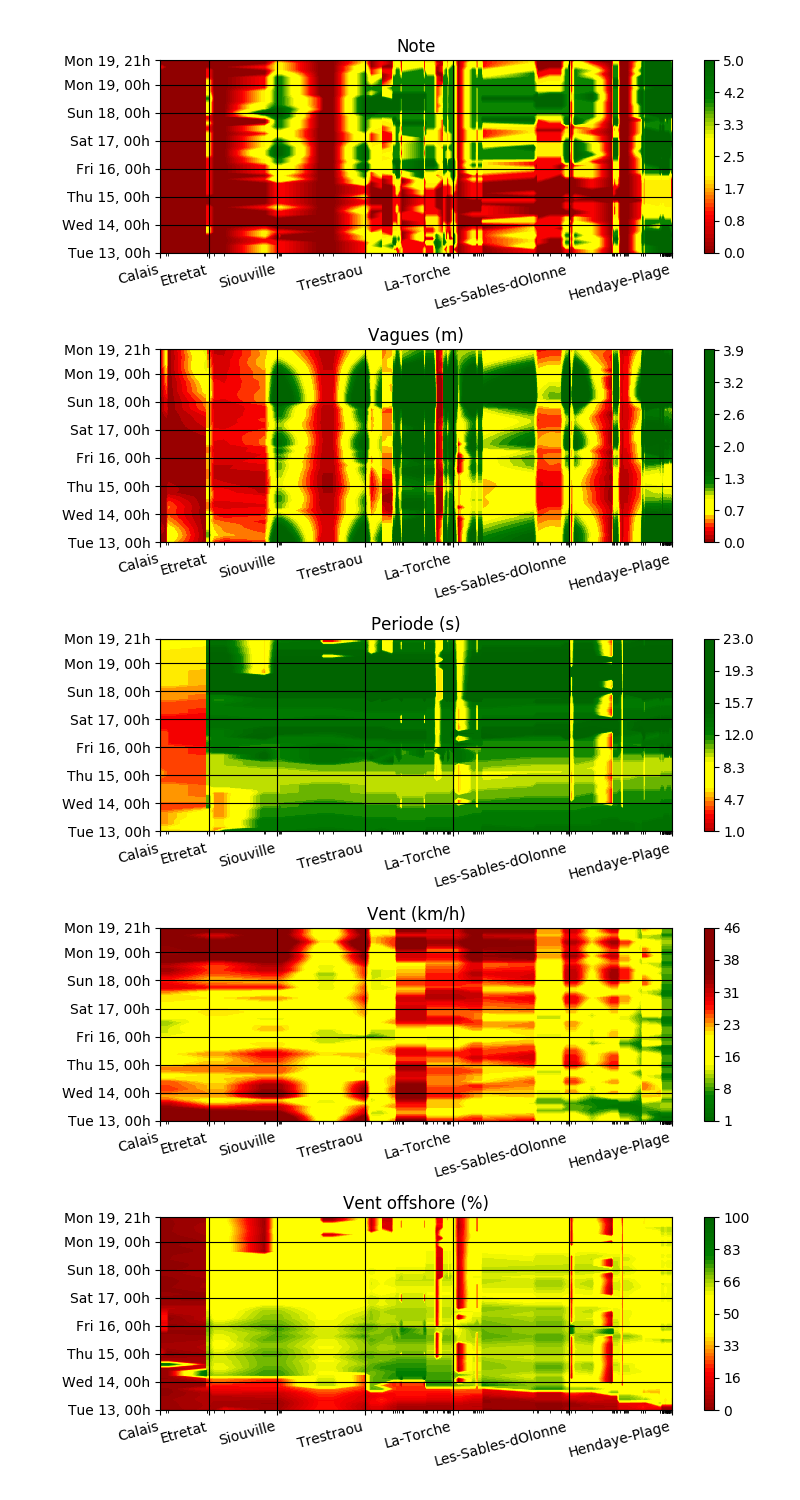 Note
Mon 19, 21h
Mon 19, 00h
Sun 18, 00h
Sat 17, 00h
Fri 16, 00h
Thu 15, 00h
Wed 14, 00h
Tue 13, 00h
5.0
4.2
3.3
2.5
1.7
0.8
0.0
Calais
Etretat
Siouville
Trestraou
La-Torche
Les-Sables-dOlonne
Hendaye-Plage
Vagues (m)
Mon 19, 21h
Mon 19, 00h
Sun 18, 00h
Sat 17, 00h
Fri 16, 00h
Thu 15, 00h
Wed 14, 00h
Tue 13, 00h
3.9
3.2
2.6
2.0
1.3
0.7
0.0
Calais
Etretat
Siouville
Trestraou
La-Torche
Les-Sables-dOlonne
Hendaye-Plage
Periode (s)
Mon 19, 21h
Mon 19, 00h
Sun 18, 00h
Sat 17, 00h
Fri 16, 00h
Thu 15, 00h
Wed 14, 00h
Tue 13, 00h
23.0
19.3
15.7
12.0
8.3
4.7
1.0
Calais
Etretat
Siouville
Trestraou
La-Torche
Les-Sables-dOlonne
Hendaye-Plage
Vent (km/h)
Mon 19, 21h
Mon 19, 00h
Sun 18, 00h
Sat 17, 00h
Fri 16, 00h
Thu 15, 00h
Wed 14, 00h
Tue 13, 00h
46
38
31
23
16
8
1
Calais
Etretat
Siouville
Trestraou
La-Torche
Les-Sables-dOlonne
Hendaye-Plage
Vent offshore (%)
Mon 19, 21h
Mon 19, 00h
Sun 18, 00h
Sat 17, 00h
Fri 16, 00h
Thu 15, 00h
Wed 14, 00h
Tue 13, 00h
100
83
66
50
33
16
0
Calais
Etretat
Siouville
Trestraou
La-Torche
Les-Sables-dOlonne
Hendaye-Plage